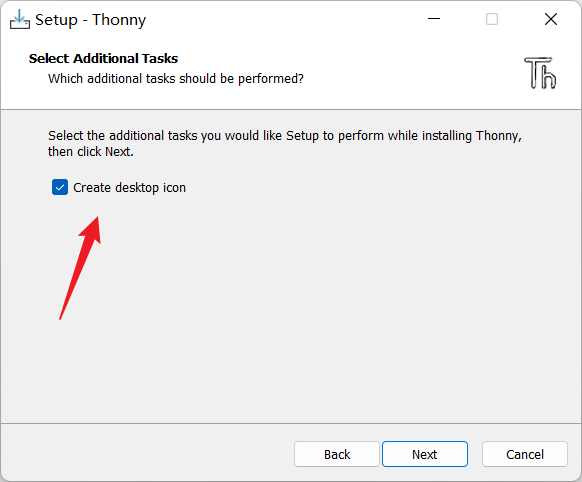 Setup - Thonny
Select Additional Tasks
Which additional tasks should be performed?
Th
Select the additional tasks you would like Setup to perform while installing Thonny,
then click Next.
Create desktop icon
Back
Next
Cancel